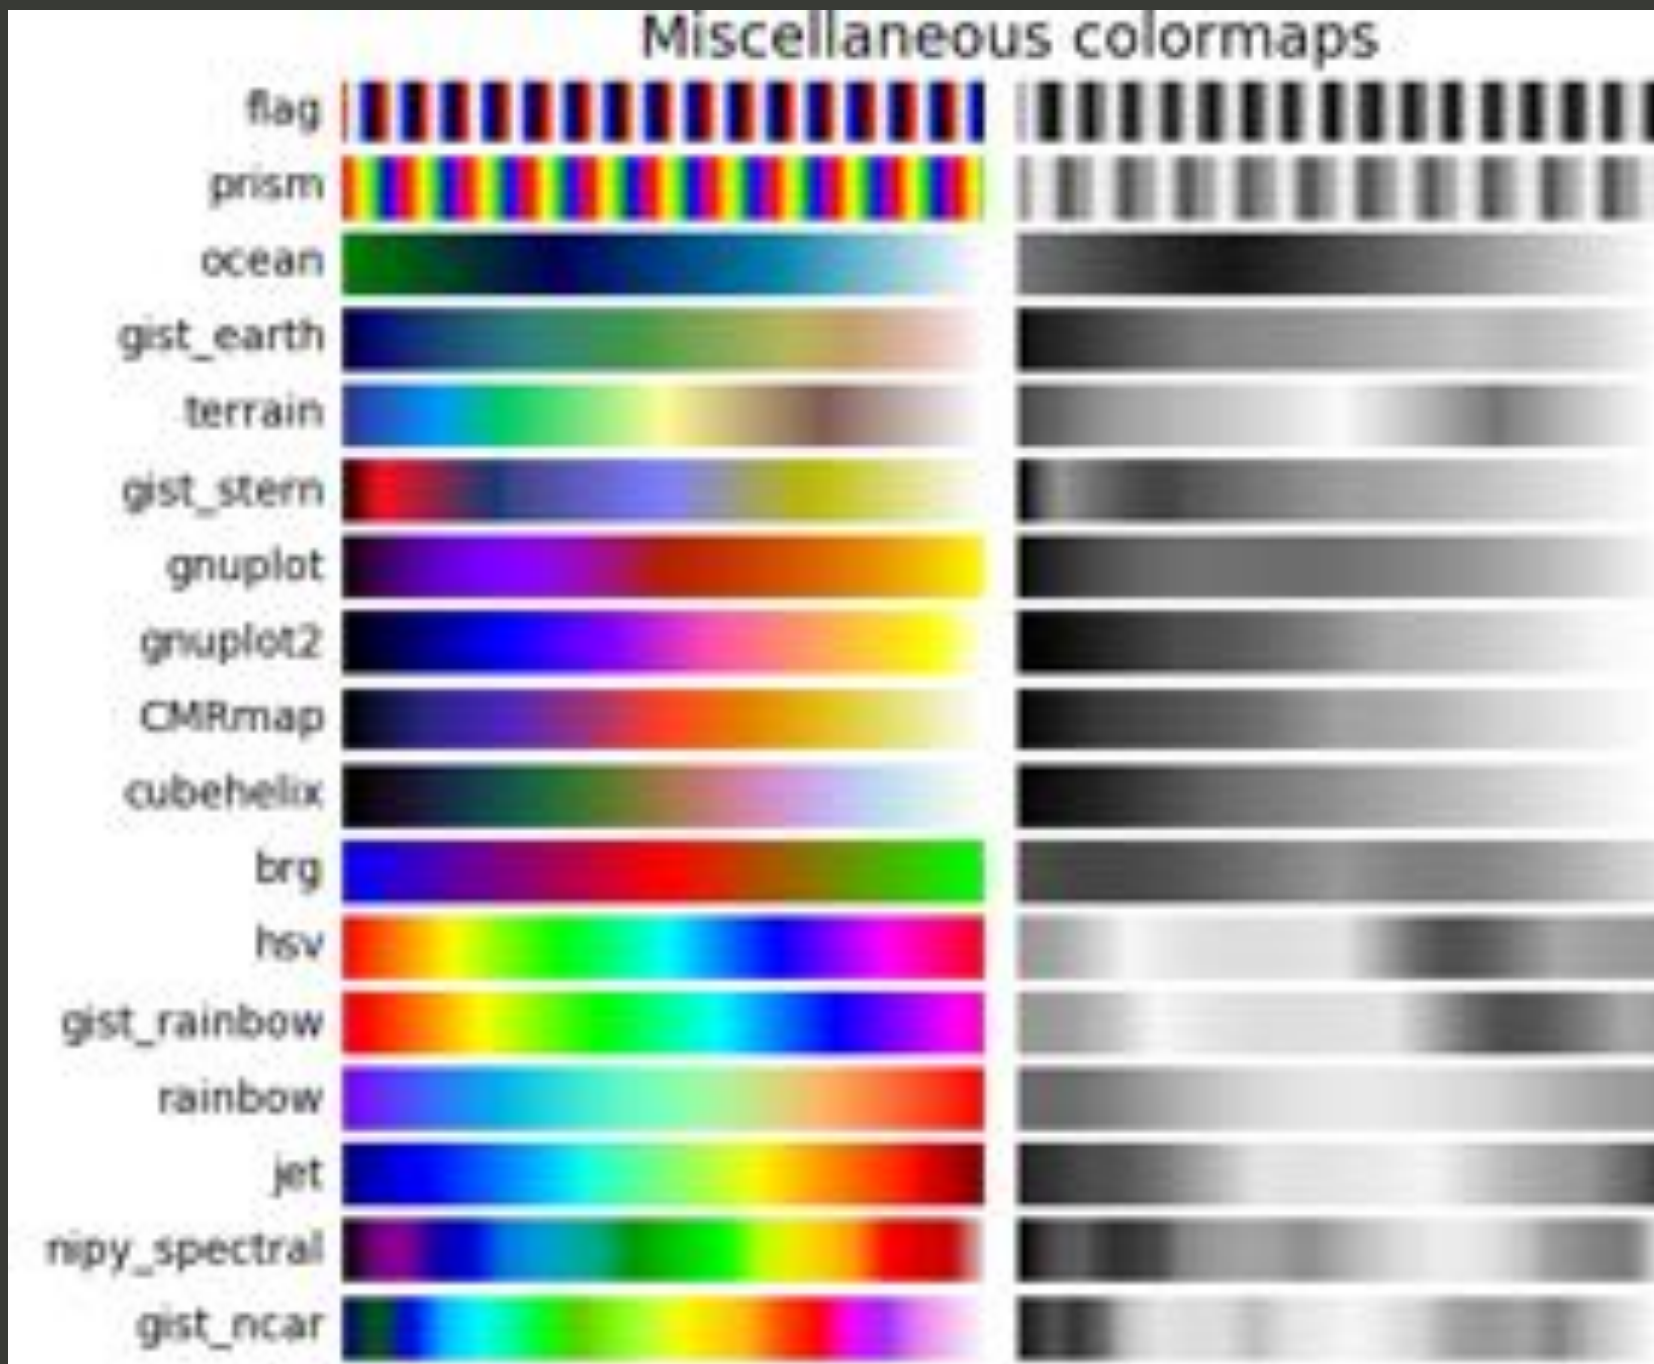 Miscellaneous colormaps
flag
prism
ocean
gist_earth
terrain
gist_stern
gnuplot
gnuplot2
CMRmap
cubehelix
brg
hsv
gist_rainbow
rainbow
jet
nipy_spectral
gist_ncar